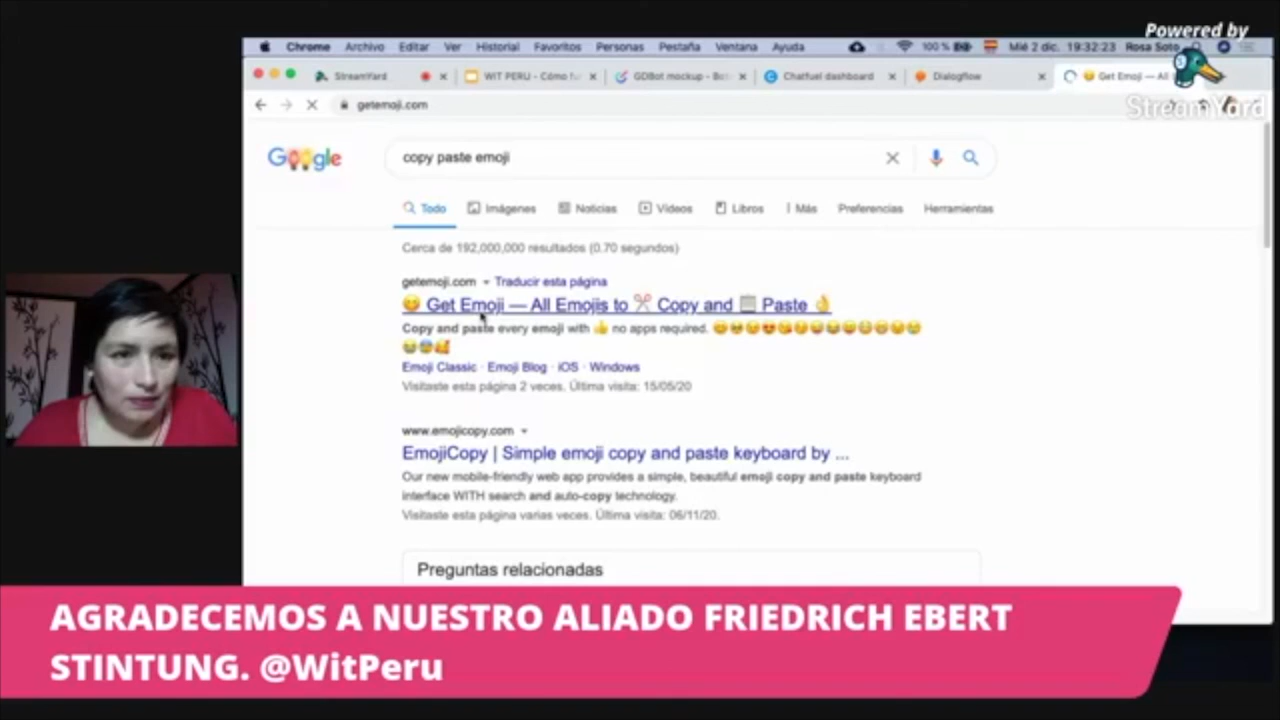 Powered by
StreamYard
Chrome Archivo Editar Ver Historial Favoritos Personas Pestaña Ventana Ayuda 100% Mié 2 dic. 19:32:23 Rosa Soto
StreamYard WIT PERU - Cómo GDBot mockup - Bo Chatfuel dashboard Dialogflow Get Emoji — All
getemoji.com
Google copy paste emoji
Todo Imágenes Noticias Vídeos Libros Más Preferencias Herramientas
Cerca de 192,000,000 resultados (0.70 segundos)
getemoji.com Traducir esta página
😋 Get Emoji — All Emojis to ✂️ Copy and 📋 Paste 👌
Copy and paste every emoji with 👍 no apps required.
Emoji Classic · Emoji Blog · iOS · Windows
Visitaste esta página 2 veces. Última visita: 15/05/20
www.emojicopy.com
EmojiCopy | Simple emoji copy and paste keyboard by ...
Our new mobile-friendly web app provides a simple, beautiful emoji copy and paste keyboard
interface WITH search and auto-copy technology.
Visitaste esta página varias veces. Última visita: 06/11/20.
Preguntas relacionadas
AGRADECEMOS A NUESTRO ALIADO FRIEDRICH EBERT
STINTUNG. @WitPeru